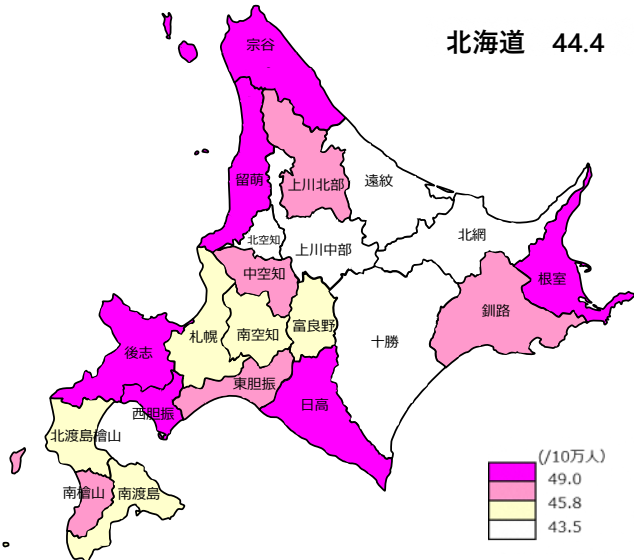 北海道 44.4
宗谷
留萌
上川北部
遠紋
北空知
上川中部
北網
中空知
根室
釧路
札幌
南空知
富良野
十勝
後志
東胆振
西胆振
日高
北渡島檜山
南檜山
南渡島
(/10万人)
49.0
45.8
43.5